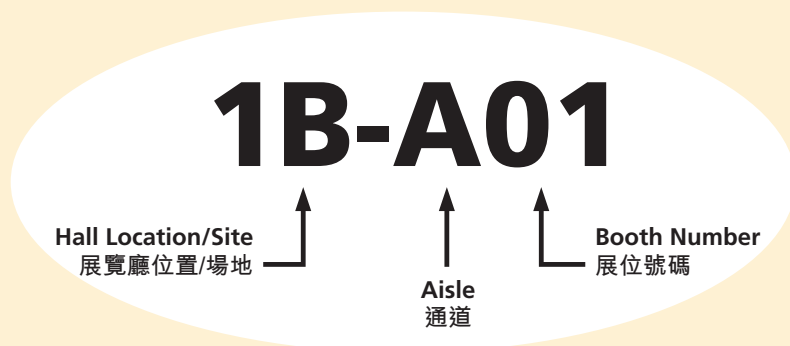 1B-A01
Hall Location/Site
展覽廳位置/場地
Aisle
通道
Booth Number
展位號碼